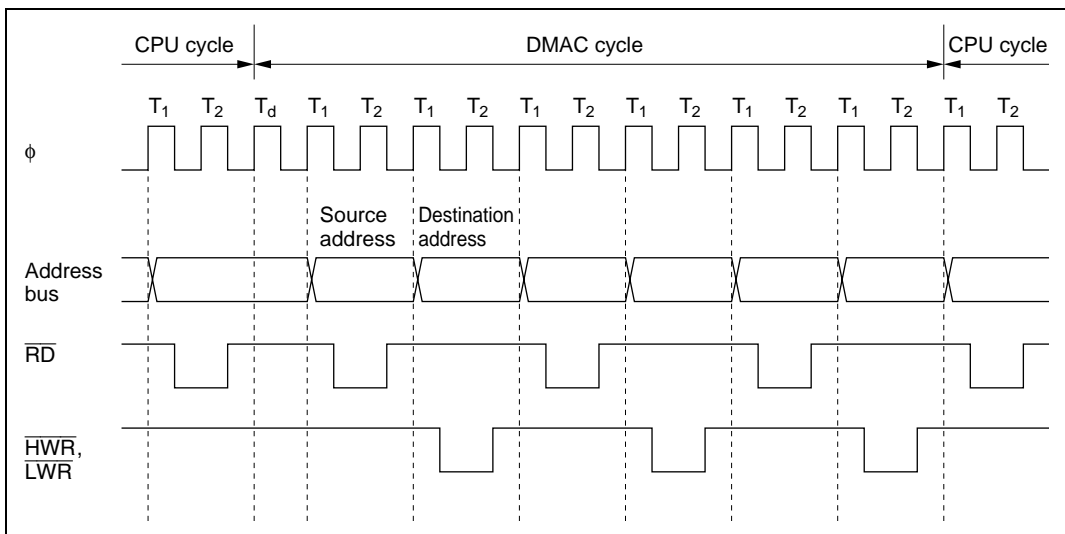 CPU cycle DMAC cycle CPU cycle
T1 T2 Td T1 T2 T1 T2 T1 T2 T1 T2 T1 T2 T1 T2 T1 T2
φ
Source address
Destination address
Address bus
RD
HWR,
LWR